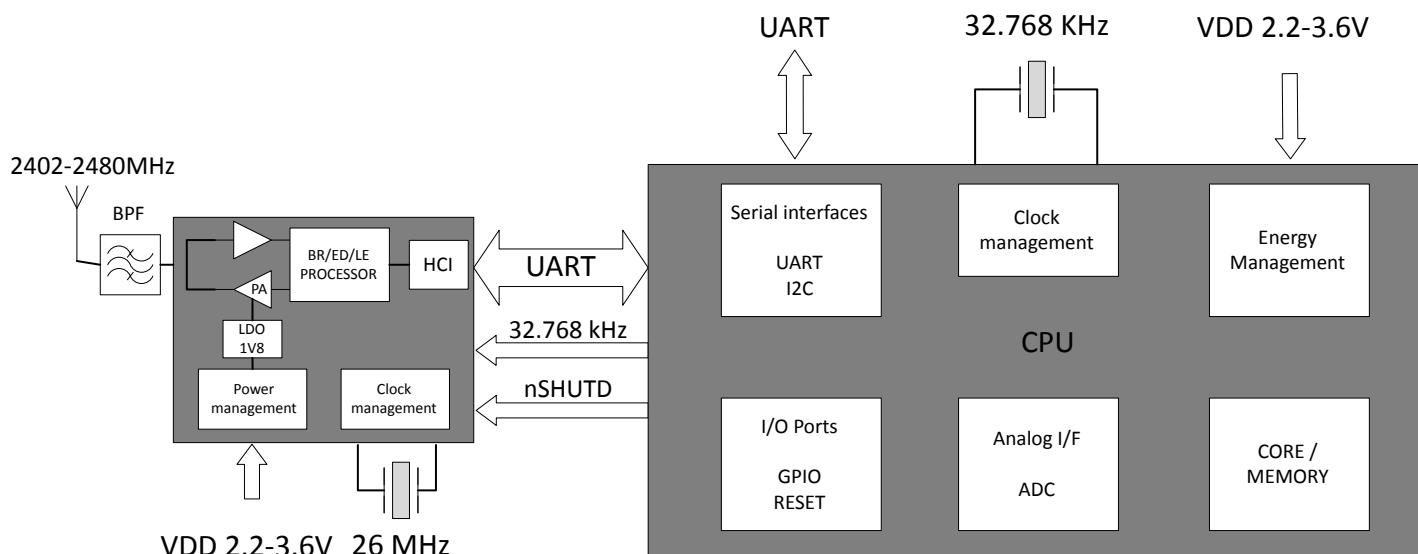 UART
32.768 KHz
VDD 2.2-3.6V
2402-2480MHz
BPF
BR/ED/LE
PROCESSOR
HCI
PA
LDO
1V8
Power
management
Clock
management
VDD 2.2-3.6V
26 MHz
UART
32.768 kHz
nSHUTD
Serial interfaces
UART
I2C
Clock
management
Energy
Management
CPU
I/O Ports
GPIO
RESET
Analog I/F
ADC
CORE /
MEMORY